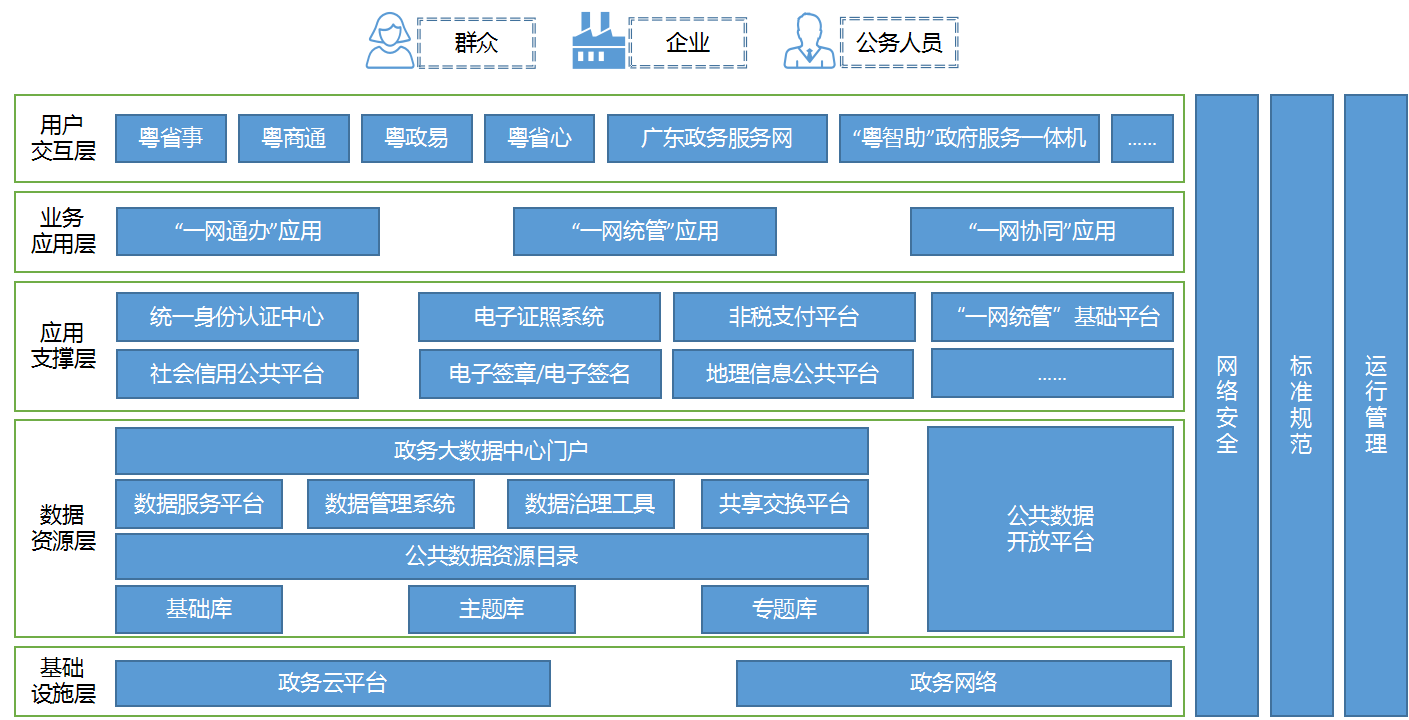 群众
企业
公务人员
用户
交互层
粤省事
粤商通
粤政易
粤省心
广东政务服务网
“粤智助”政府服务一体机
......
业务
应用层
“一网通办”应用
“一网统管”应用
“一网协同”应用
应用
支撑层
统一身份认证中心
电子证照系统
非税支付平台
“一网统管”基础平台
社会信用公共平台
电子签章/电子签名
地理信息公共平台
......
数据
资源层
政务大数据中心门户
数据服务平台
数据管理系统
数据治理工具
共享交换平台
公共数据资源目录
基础库
主题库
专题库
公共数据
开放平台
基础
设施层
政务云平台
政务网络
网络安全
标准规范
运行管理